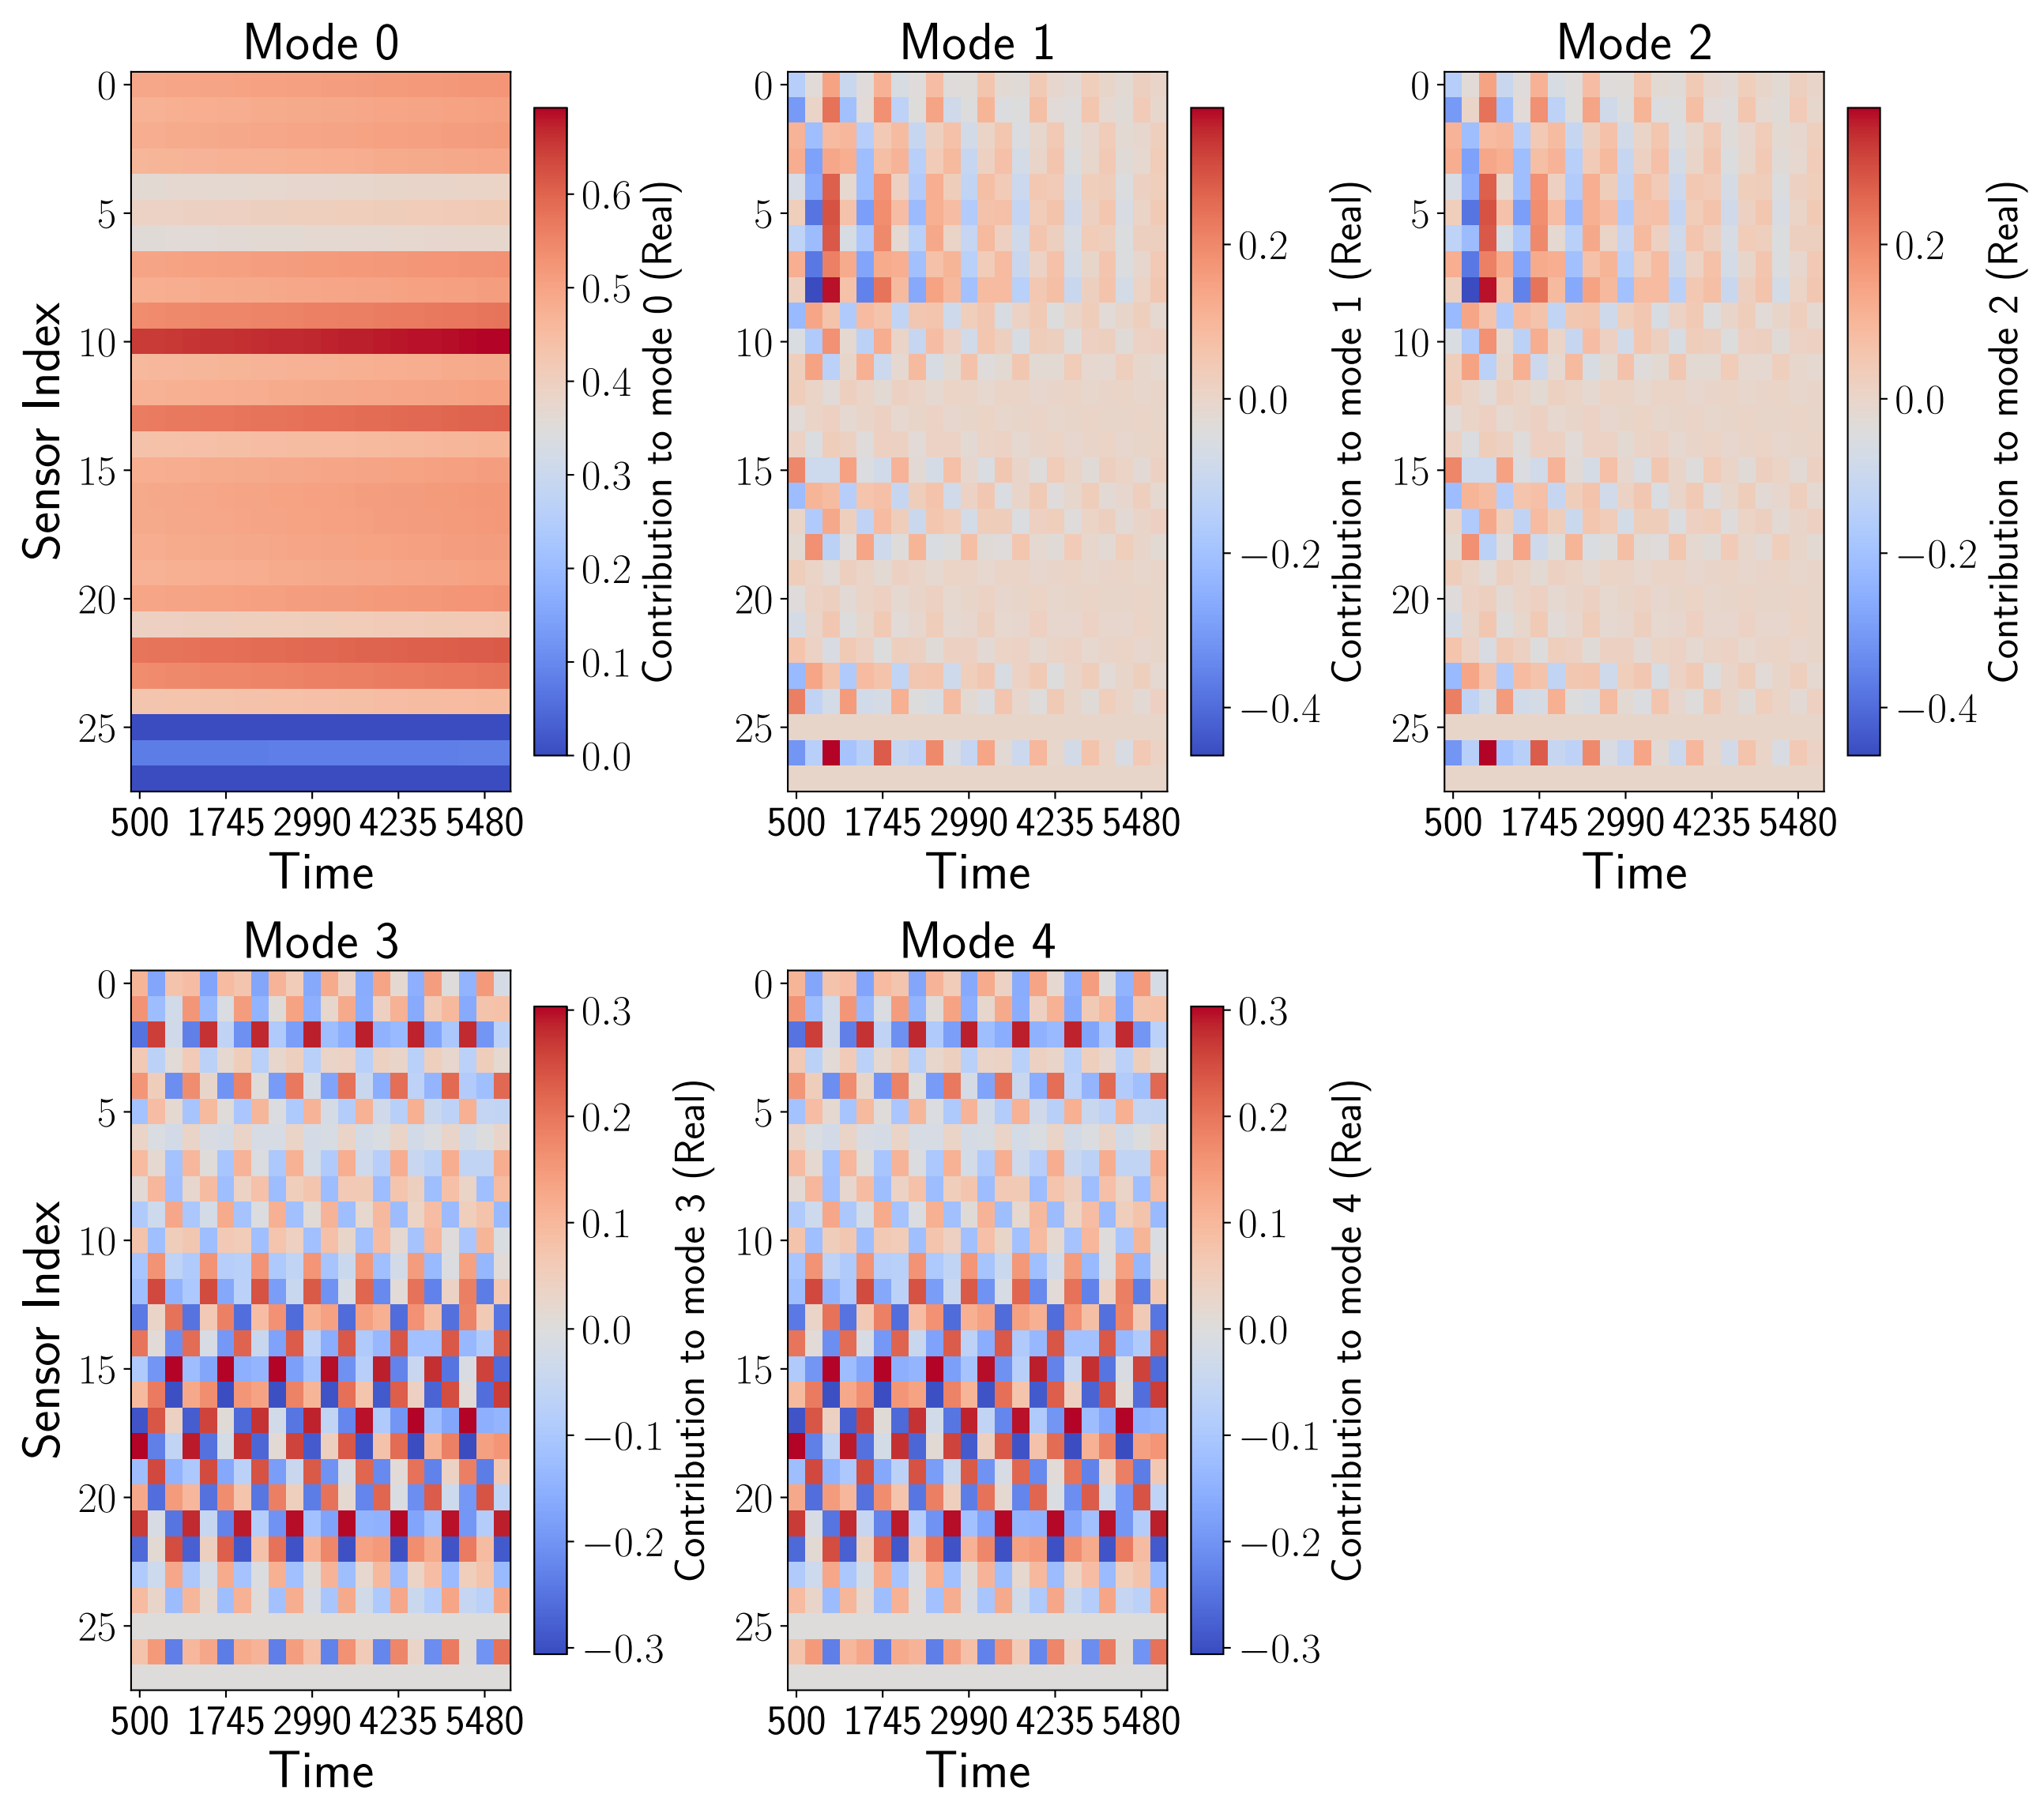 Mode 0
Mode 1
Mode 2
0
5
10
15
20
25
Sensor Index
500 1745 2990 4235 5480
Time
0.6
0.5
0.4
0.3
0.2
0.1
0.0
Contribution to mode 0 (Real)
0
5
10
15
20
25
500 1745 2990 4235 5480
Time
0.2
0.0
−0.2
−0.4
Contribution to mode 1 (Real)
0
5
10
15
20
25
500 1745 2990 4235 5480
Time
0.2
0.0
−0.2
−0.4
Contribution to mode 2 (Real)
Mode 3
Mode 4
0
5
10
15
20
25
Sensor Index
500 1745 2990 4235 5480
Time
0.3
0.2
0.1
0.0
−0.1
−0.2
−0.3
Contribution to mode 3 (Real)
0
5
10
15
20
25
500 1745 2990 4235 5480
Time
0.3
0.2
0.1
0.0
−0.1
−0.2
−0.3
Contribution to mode 4 (Real)